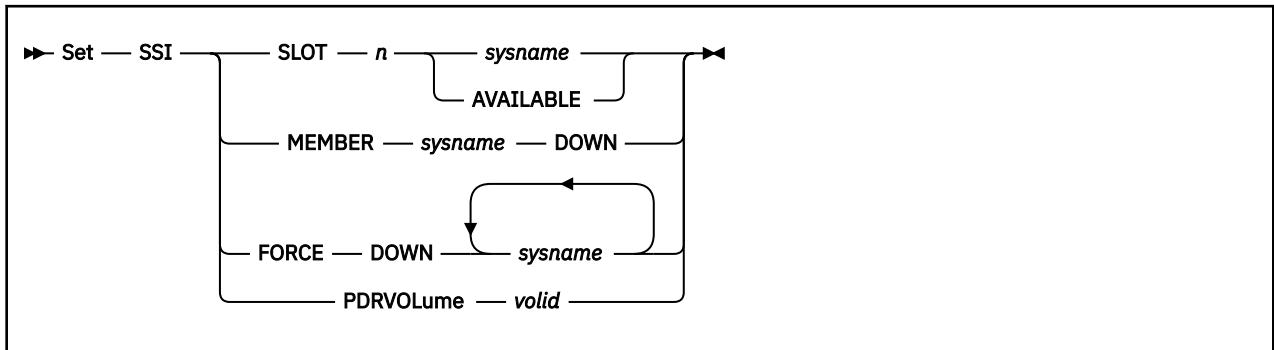 Set SSI SLOT n sysname
AVAILABLE
MEMBER sysname DOWN
FORCE DOWN sysname
PDRVOLume volid